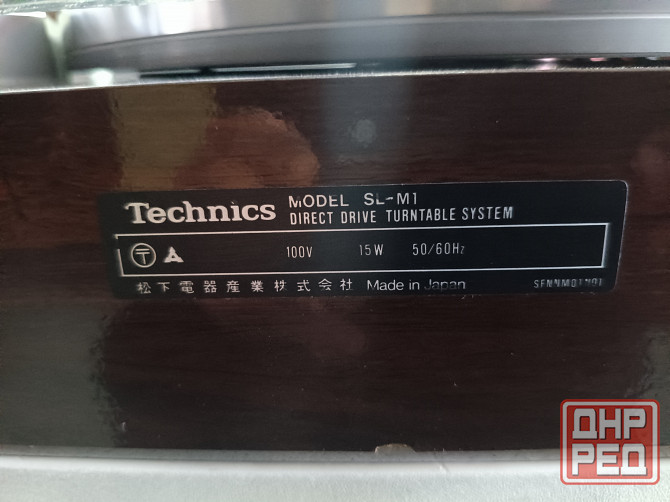 Technics MODEL SL-M1
DIRECT DRIVE TURNTABLE SYSTEM
〒 A 100V 15W 50/60Hz
松下電器産業株式会社 Made in Japan
ДНР
РЕД